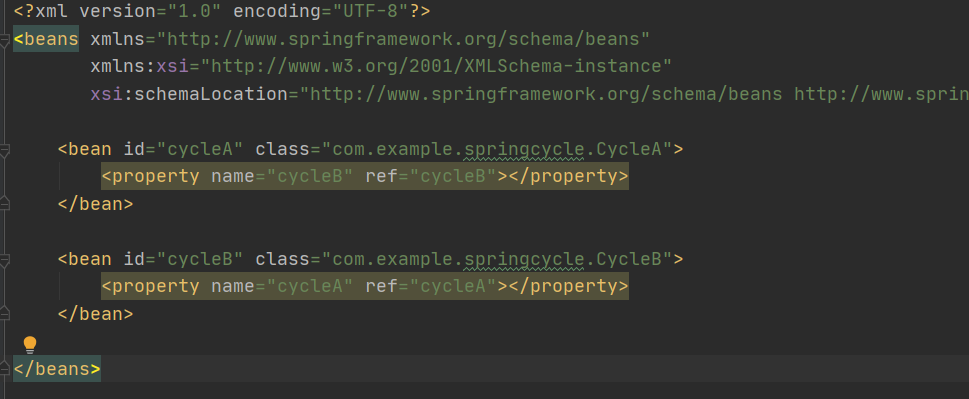 <?xml version="1.0" encoding="UTF-8"?>
<beans xmlns="http://www.springframework.org/schema/beans"
xmlns:xsi="http://www.w3.org/2001/XMLSchema-instance"
xsi:schemaLocation="http://www.springframework.org/schema/beans http://www.sprin
<bean id="cycleA" class="com.example.springcycle.CycleA">
<property name="cycleB" ref="cycleB"></property>
</bean>
<bean id="cycleB" class="com.example.springcycle.CycleB">
<property name="cycleA" ref="cycleA"></property>
</bean>
</beans>